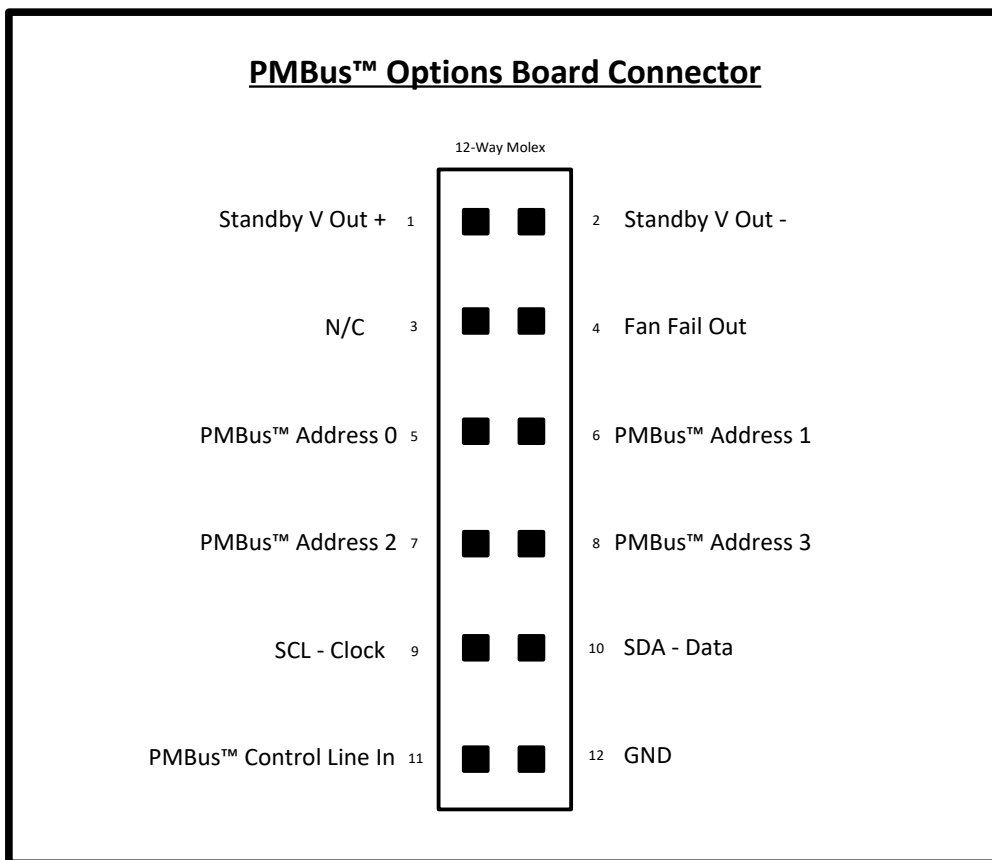 PMBus™ Options Board Connector
12-Way Molex
Standby V Out + 1 2 Standby V Out -
N/C 3 4 Fan Fail Out
PMBus™ Address 0 5 6 PMBus™ Address 1
PMBus™ Address 2 7 8 PMBus™ Address 3
SCL - Clock 9 10 SDA - Data
PMBus™ Control Line In 11 12 GND